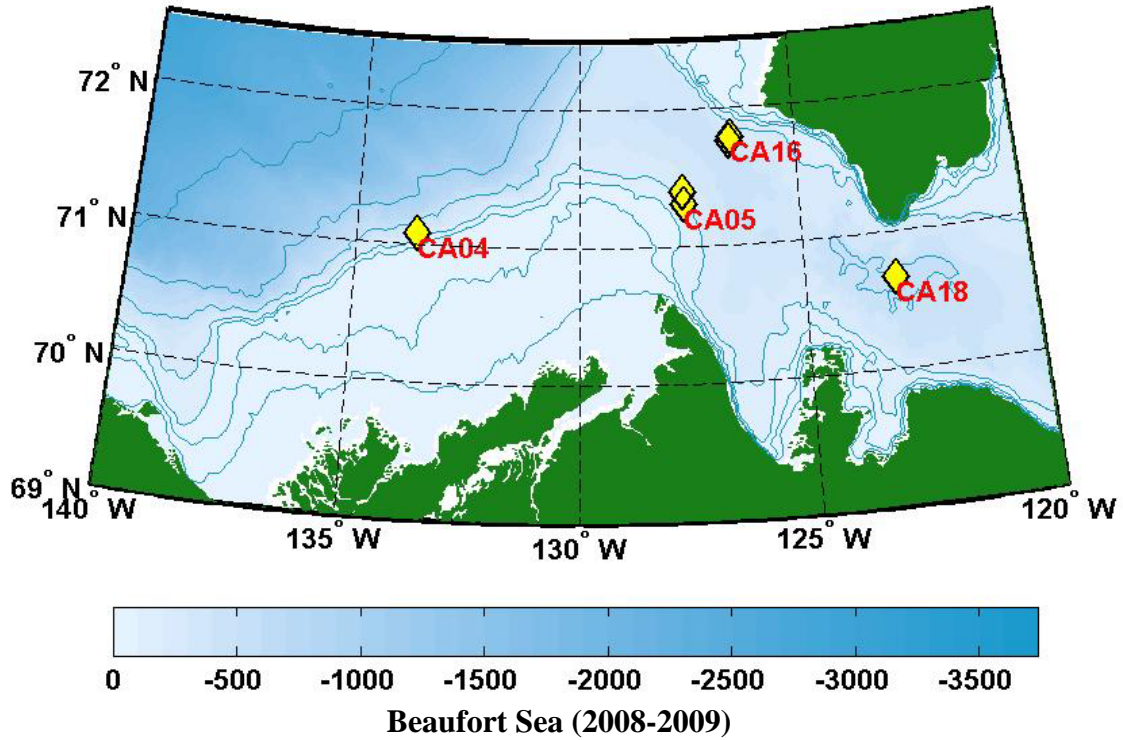 72° N
CA16
71° N
CA05
CA04
CA18
70° N
69° N
140° W
120° W
135° W
125° W
130° W
0 -500 -1000 -1500 -2000 -2500 -3000 -3500
Beaufort Sea (2008-2009)